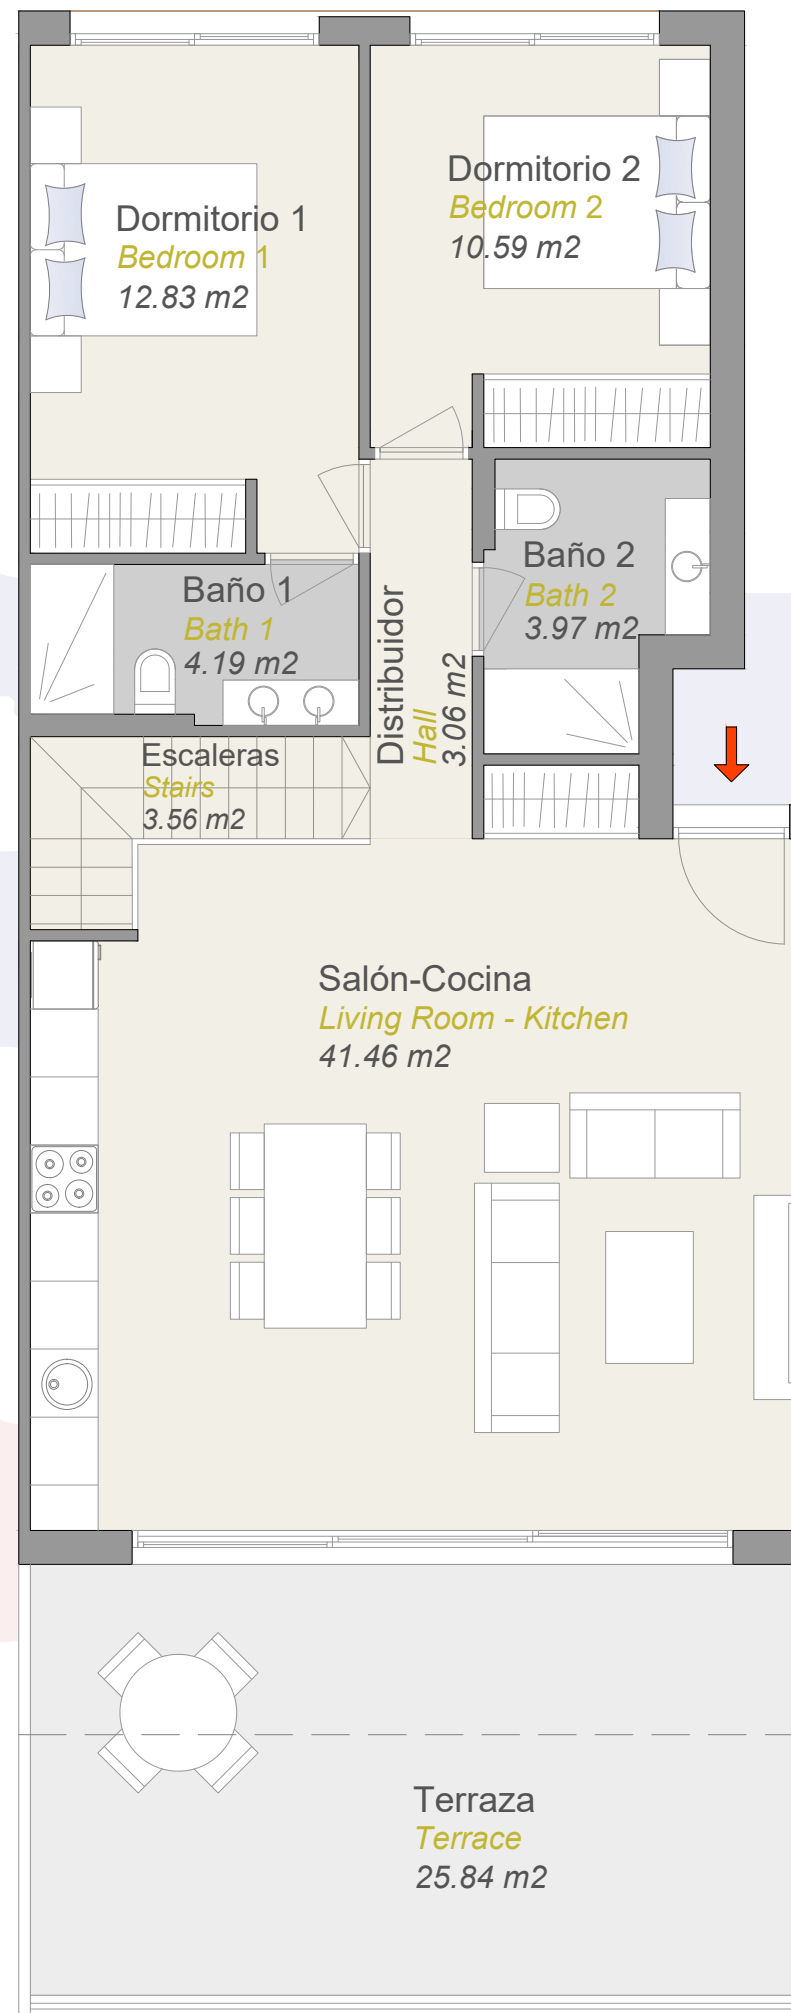 Dormitorio 1
Bedroom 1
12.83 m2
Dormitorio 2
Bedroom 2
10.59 m2
Baño 1
Bath 1
4.19 m2
Baño 2
Bath 2
3.97 m2
Distribuidor
Hall
3.06 m2
Escaleras
Stairs
3.56 m2
Salón-Cocina
Living Room - Kitchen
41.46 m2
Terraza
Terrace
25.84 m2